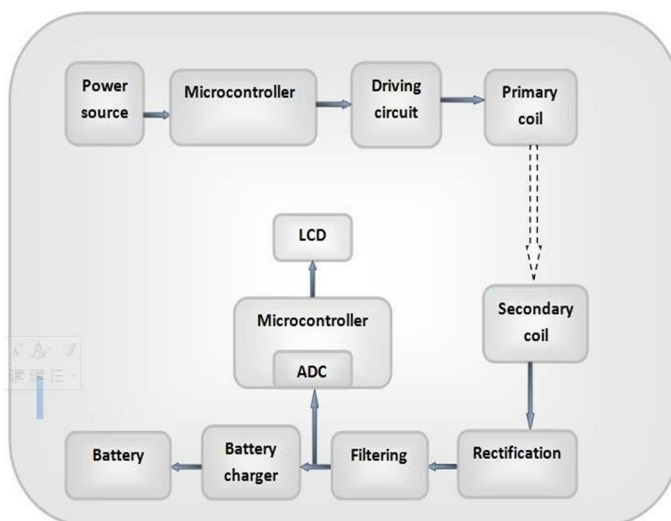 Power
source
Microcontroller
Driving
circuit
Primary
coil
LCD
Microcontroller
ADC
Secondary
coil
Battery
Battery
charger
Filtering
Rectification